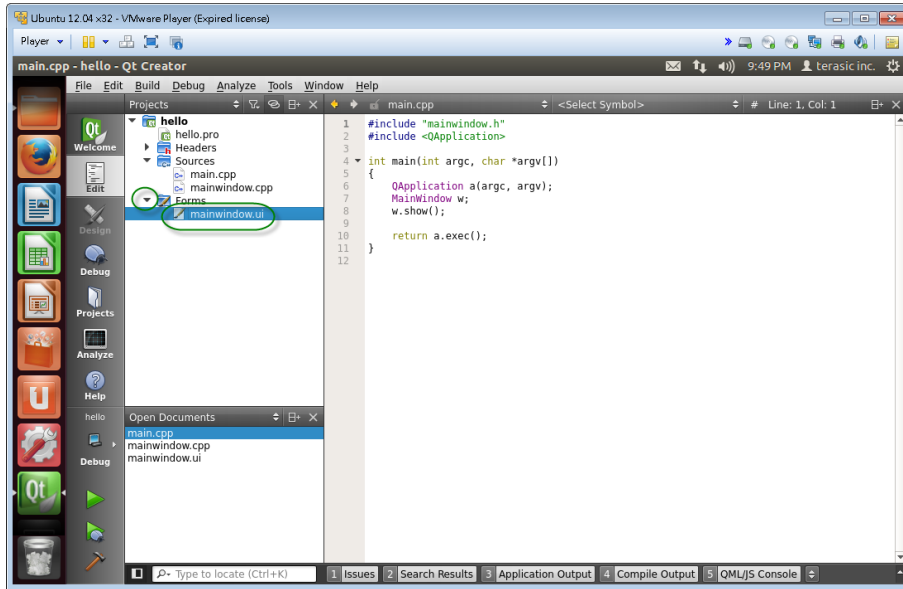 Ubuntu 12.04 x32 - VMware Player (Expired license)
Player
main.cpp - hello - Qt Creator
9:49 PM terasic inc.
File Edit Build Debug Analyze Tools Window Help
Projects
main.cpp
<Select Symbol>
# Line: 1, Col: 1
Qt
Welcome
Edit
Design
Debug
Projects
Analyze
Help
hello
Debug
hello
hello.pro
Headers
Sources
main.cpp
mainwindow.cpp
Forms
mainwindow.ui
Open Documents
main.cpp
mainwindow.cpp
mainwindow.ui
1 #include "mainwindow.h"
2 #include <QApplication>
3
4 int main(int argc, char *argv[])
5 {
6 QApplication a(argc, argv);
7 MainWindow w;
8 w.show();
9
10 return a.exec();
11 }
12
Qt
Type to locate (Ctrl+K)
1 Issues 2 Search Results 3 Application Output 4 Compile Output 5 QML/JS Console